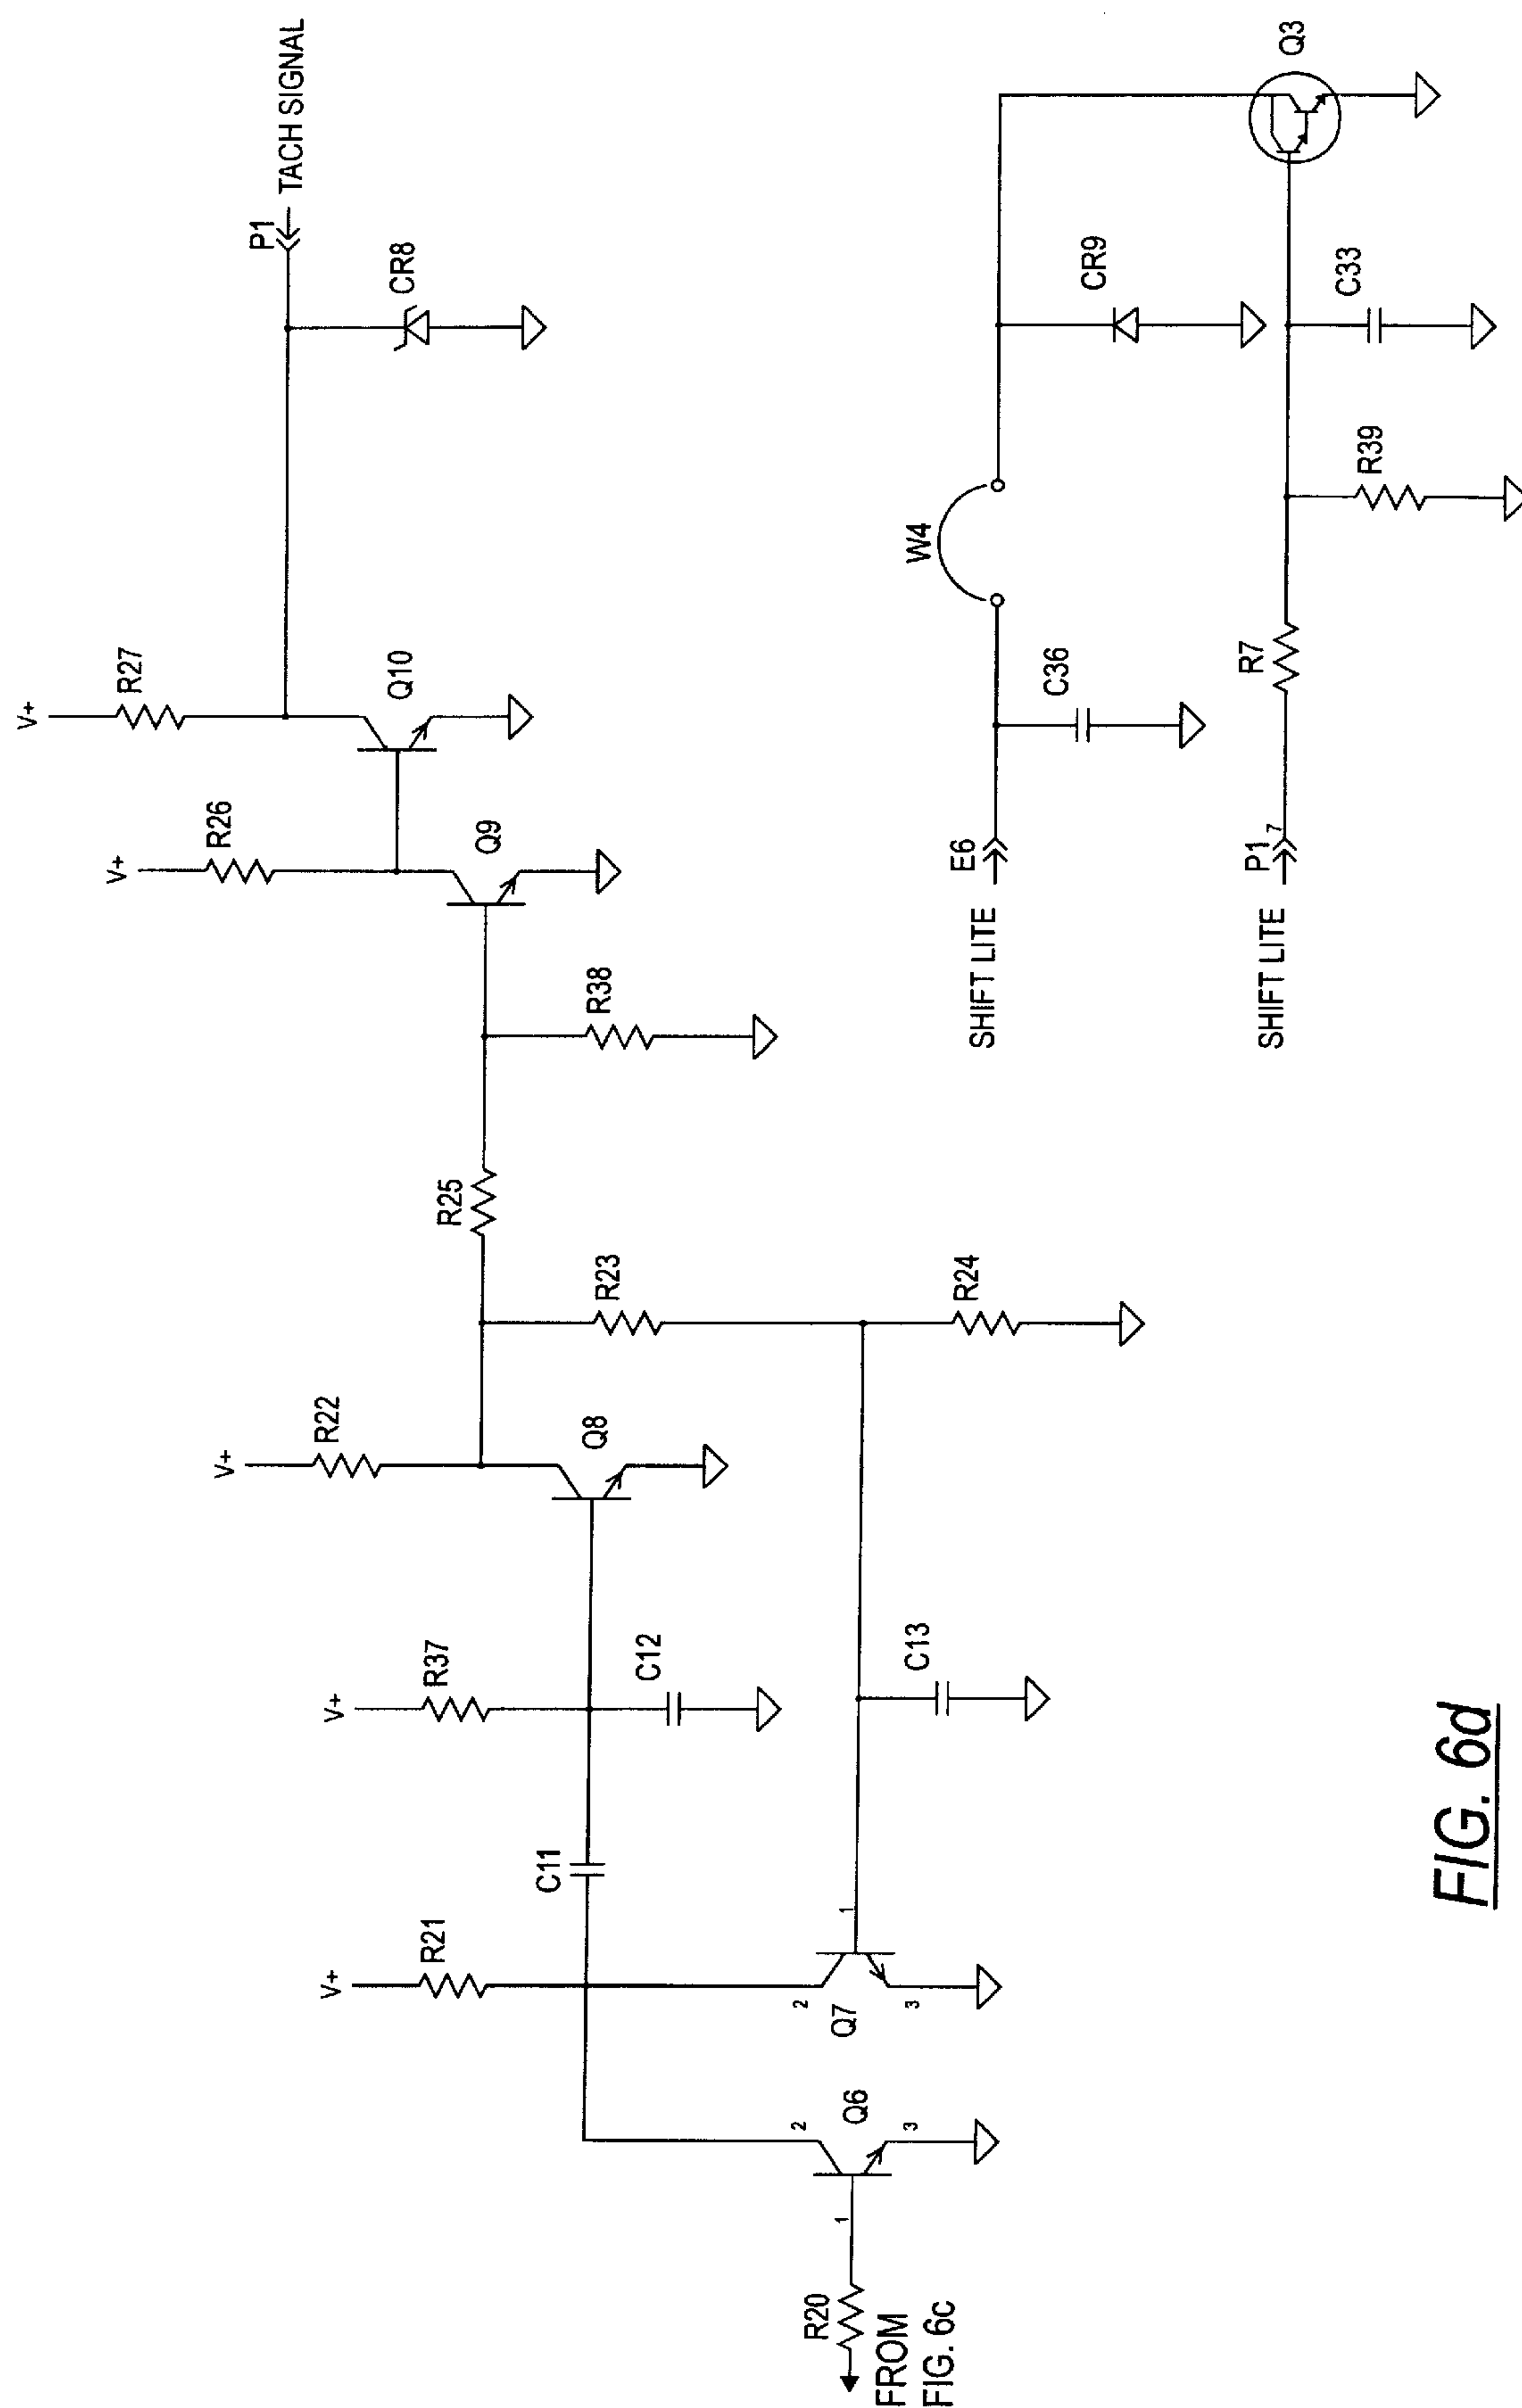 V+
R27
P1
TACH SIGNAL
V+
R26
Q10
CR8
Q9
V+
R22
R25
R38
Q8
R23
R24
V+
R37
C12
C13
V+
R21
C11
1
2
Q7
3
2
Q6
3
1
R20
FROM
FIG. 6c
SHIFT LITE
E6
C36
W4
CR9
Q3
SHIFT LITE
P1
7
R7
R39
C33
FIG. 6d